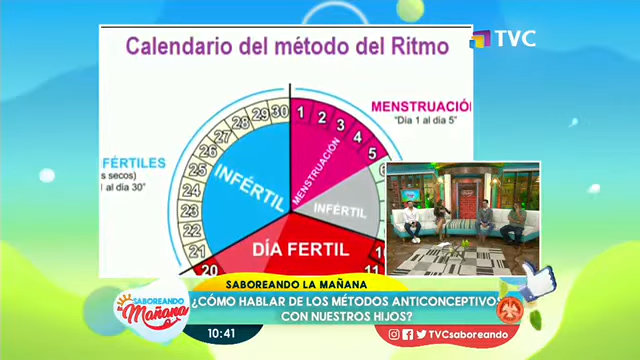 TVC
Calendario del método del Ritmo
MENSTRUACIÓ
"Día 1 al día 5"
FÉRTILES
s secos)
al día 30"
1
2
3
4
5
MENSTRUACIÓN
INFÉRTIL
10
11
DÍA FERTIL
20
21
22
23
24
25
26
27
28
29
30
INFÉRTIL
SABOREANDO LA MAÑANA
¿CÓMO HABLAR DE LOS MÉTODOS ANTICONCEPTIVOS
CON NUESTROS HIJOS?
SABOREANDO
la Mañana
10:41
TVCsaboreando